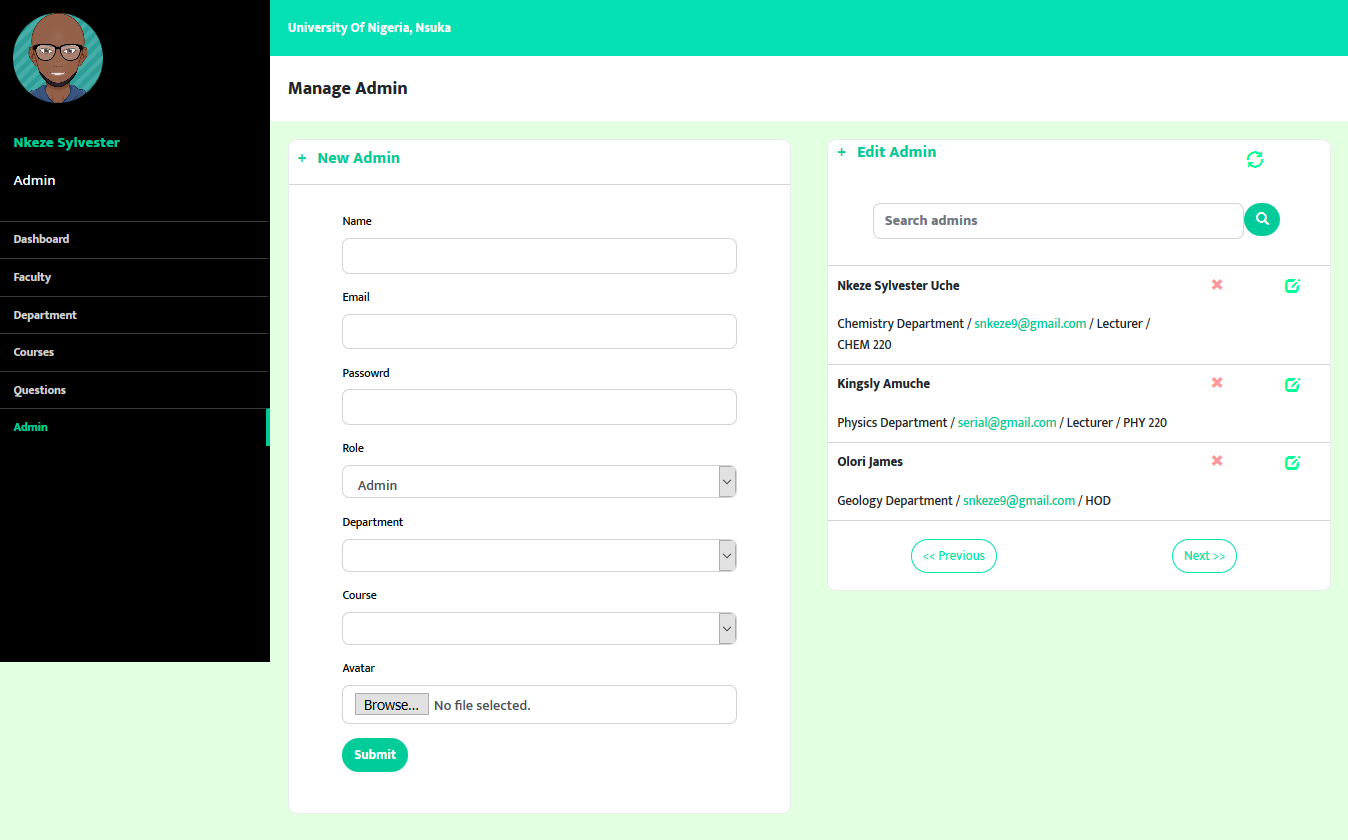 Nkeze Sylvester
Admin
Dashboard
Faculty
Department
Courses
Questions
Admin
University Of Nigeria, Nsuka
Manage Admin
+ New Admin
Name
Email
Passowrd
Role
Admin
Department
Course
Avatar
Browse... No file selected.
Submit
+ Edit Admin
Search admins
Nkeze Sylvester Uche
Chemistry Department / snkeze9@gmail.com / Lecturer /
CHEM 220
Kingsly Amuche
Physics Department / serial@gmail.com / Lecturer / PHY 220
Olori James
Geology Department / snkeze9@gmail.com / HOD
<< Previous
Next >>